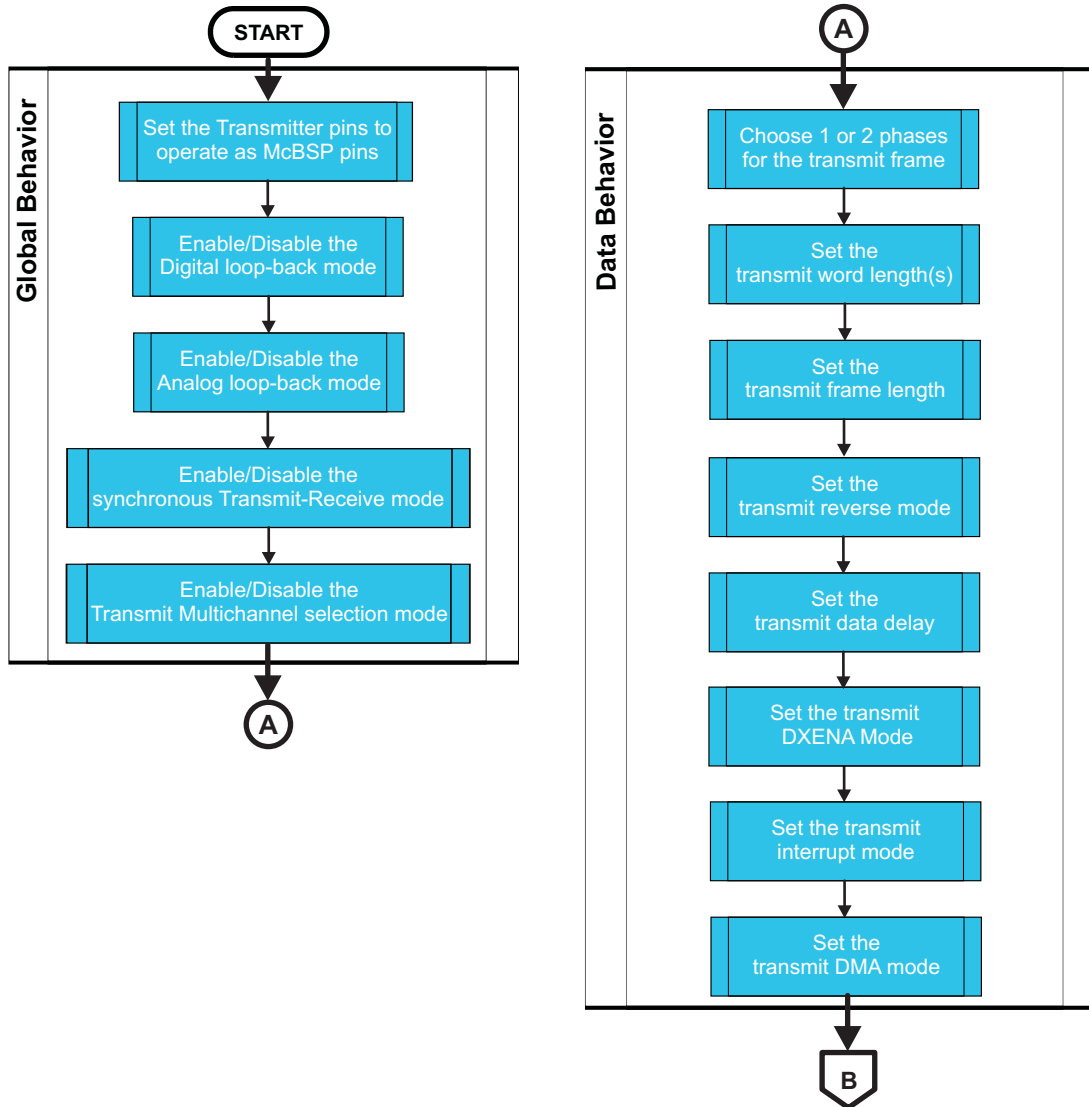 START
Global Behavior
Set the Transmitter pins to
operate as McBSP pins
Enable/Disable the
Digital loop-back mode
Enable/Disable the
Analog loop-back mode
Enable/Disable the
synchronous Transmit-Receive mode
Enable/Disable the
Transmit Multichannel selection mode
A
A
Data Behavior
Choose 1 or 2 phases
for the transmit frame
Set the
transmit word length(s)
Set the
transmit frame length
Set the
transmit reverse mode
Set the
transmit data delay
Set the transmit
DXENA Mode
Set the transmit
interrupt mode
Set the
transmit DMA mode
B